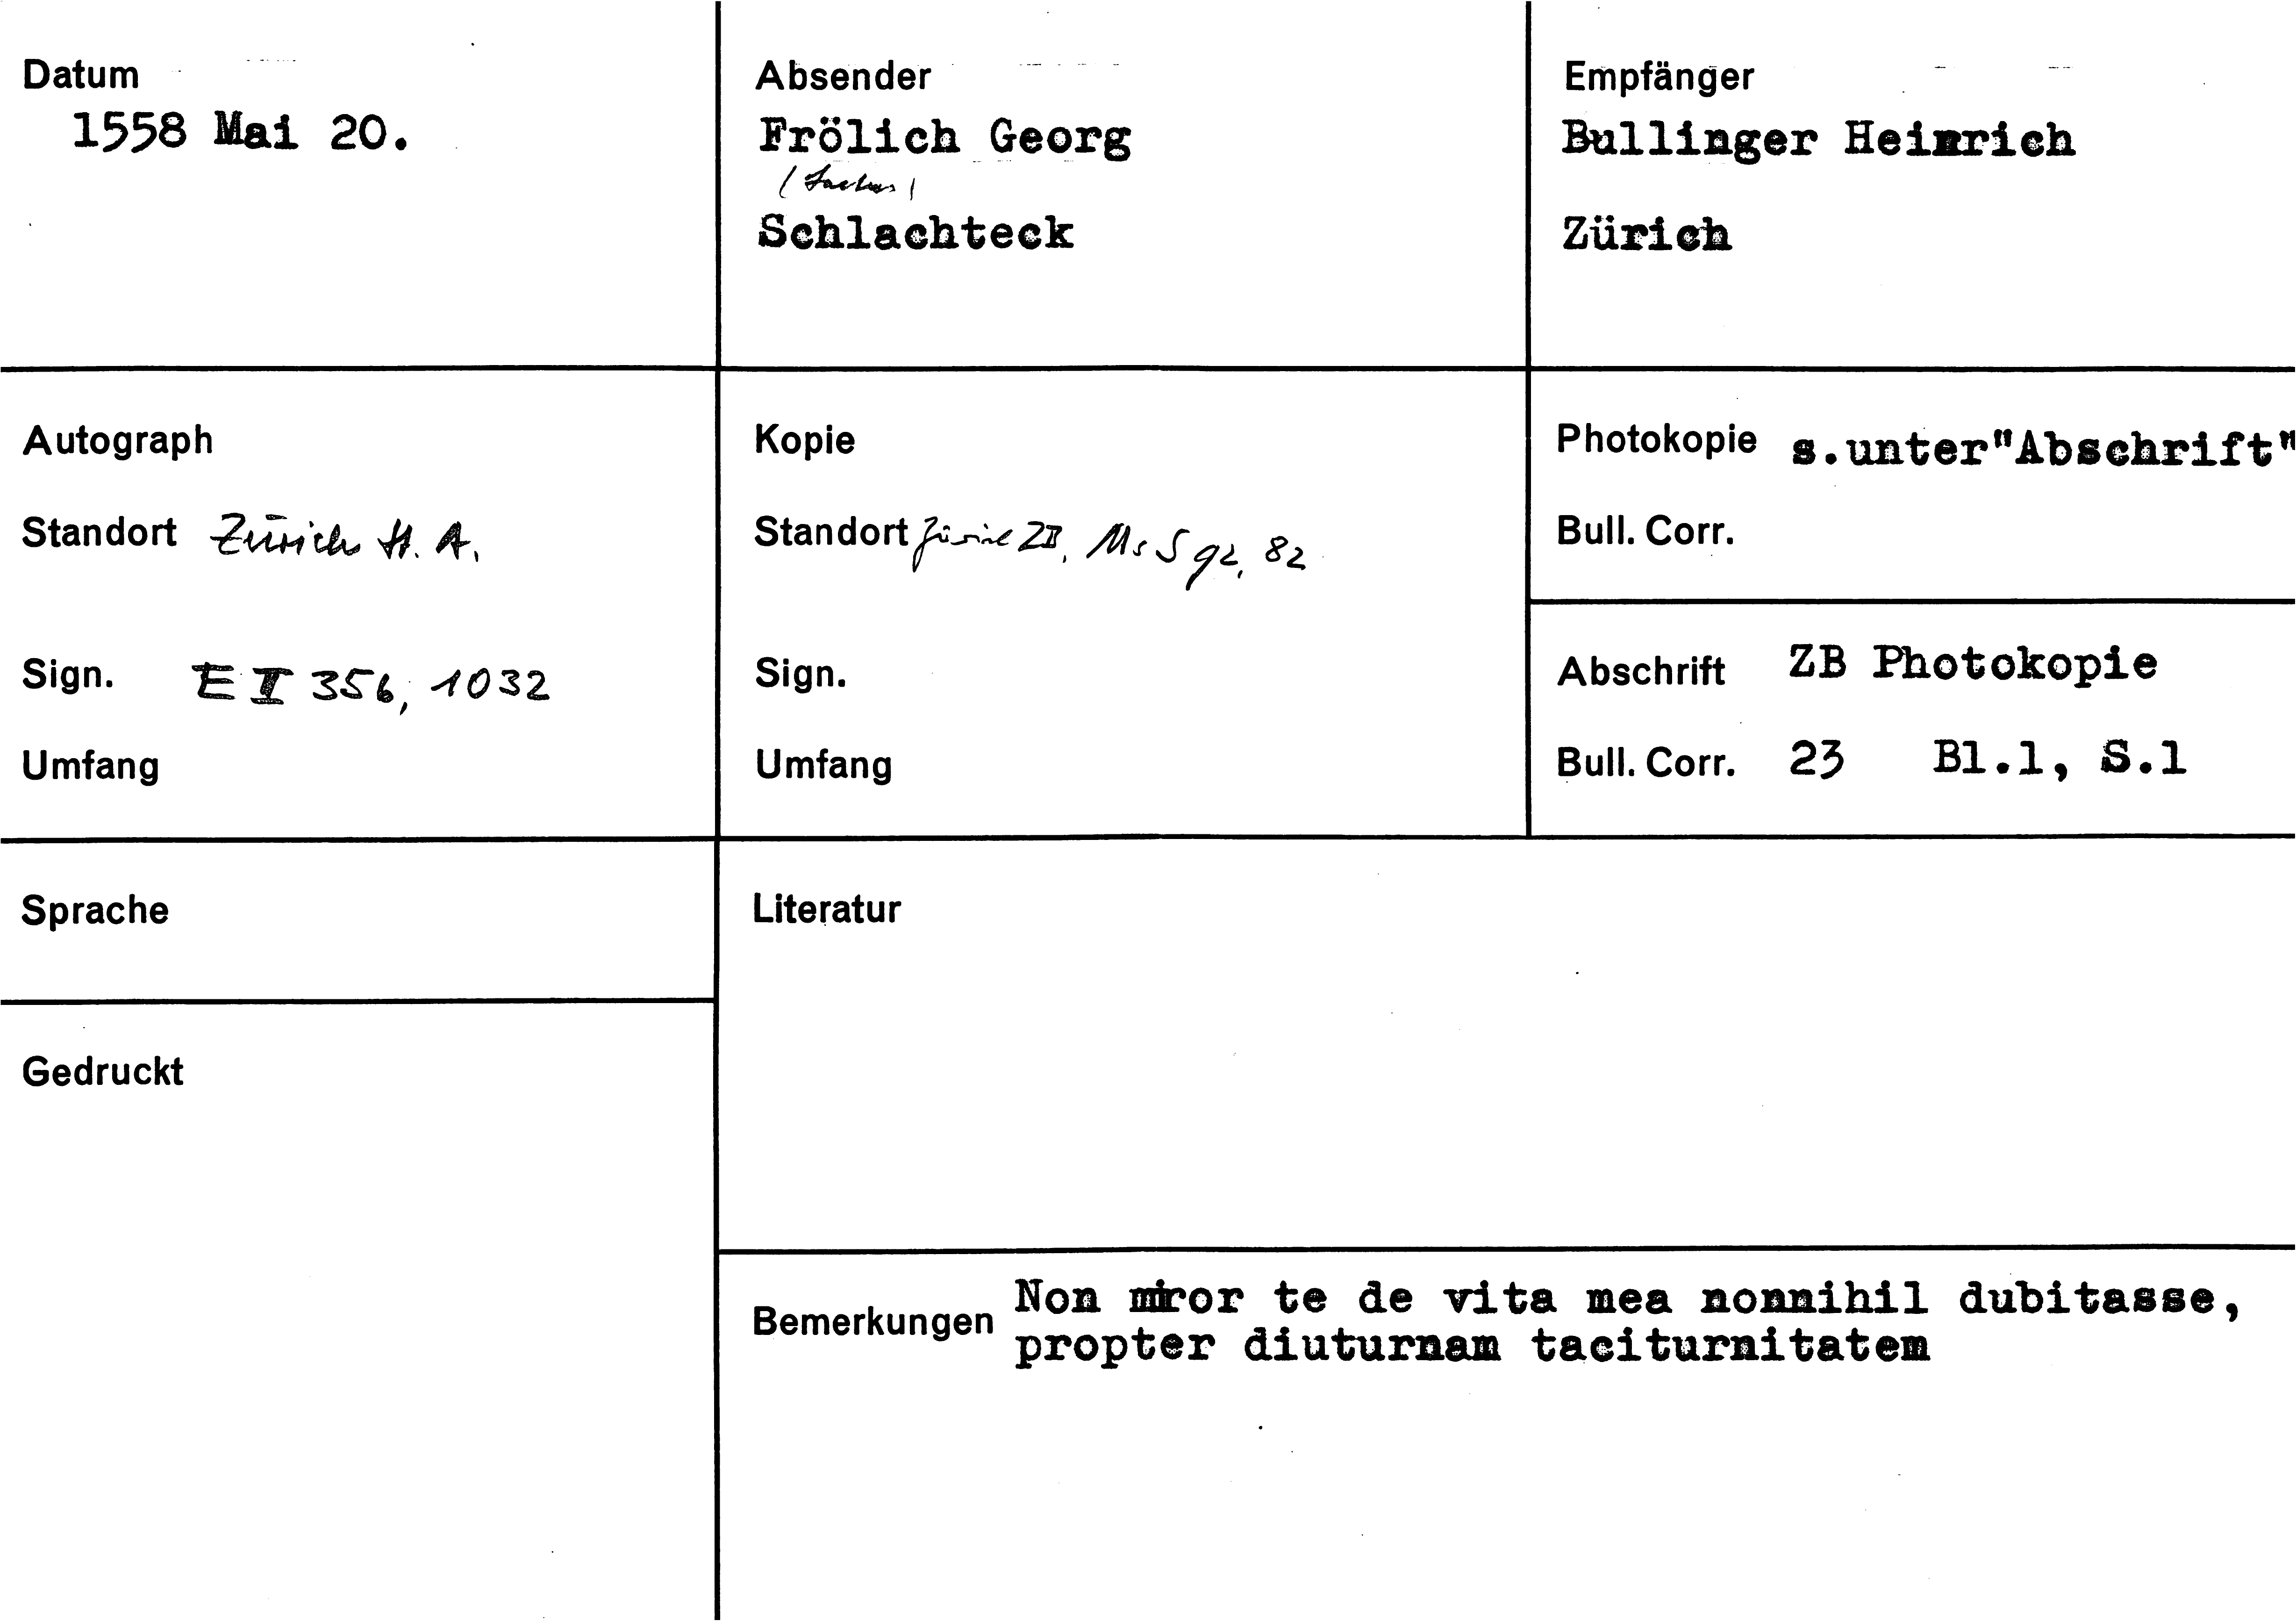 Datum
1558 Mai 20.
Absender
Frölich Georg
(Laetus)
Schlachteck
Empfänger
Bullinger Heinrich
Zürich
Autograph
Standort Zürich St. A.
Sign. E II 356, 1032
Umfang
Kopie
Standort Zürich ZB, Ms S 92, 82
Sign.
Umfang
Photokopie s.unter"Abschrift"
Bull. Corr.
Abschrift ZB Photokopie
Bull. Corr. 23 Bl.1, S.1
Sprache
Literatur
Gedruckt
Bemerkungen Non miror te de vita mea nonnihil dubitasse,
propter diuturnam taciturnitatem